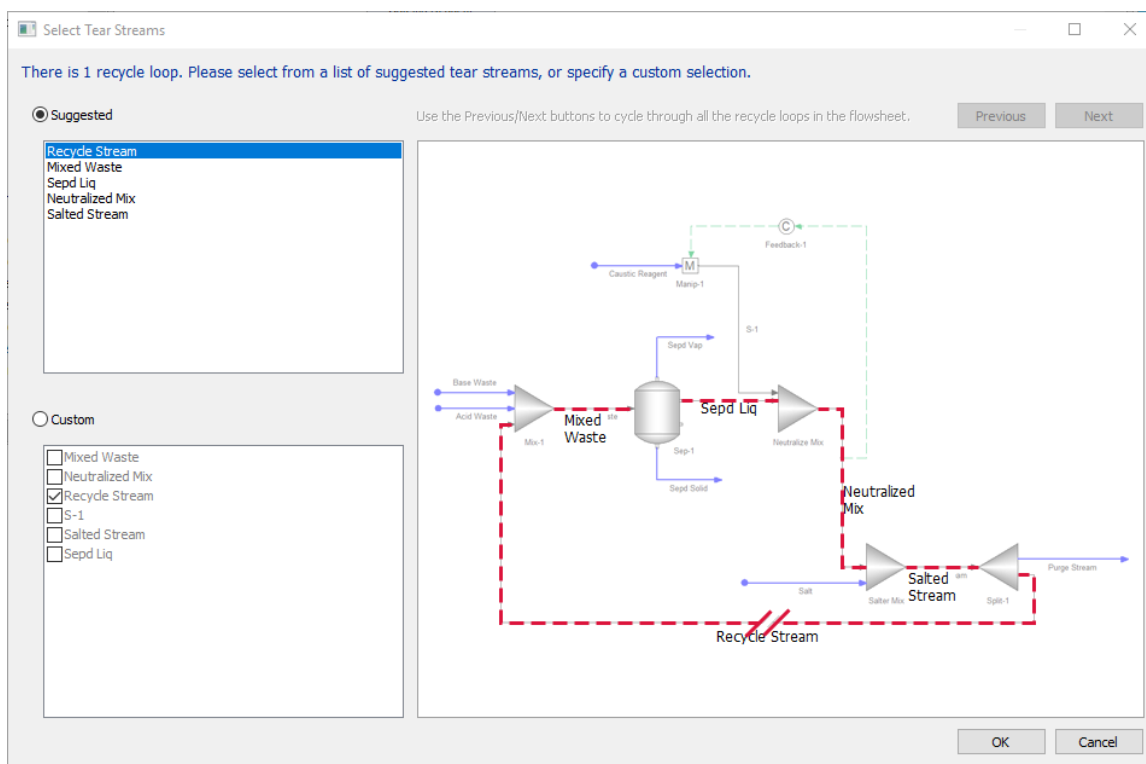 Select Tear Streams
There is 1 recycle loop. Please select from a list of suggested tear streams, or specify a custom selection.
Suggested
Use the Previous/Next buttons to cycle through all the recycle loops in the flowsheet.
Previous
Next
Recycle Stream
Mixed Waste
Sepd Liq
Neutralized Mix
Salted Stream
Custom
Mixed Waste
Neutralized Mix
Recycle Stream
S-1
Salted Stream
Sepd Liq
C
Feedback-1
Caustic Reagent
M
Manip-1
S-1
Sepd Vap
Base Waste
Acid Waste
Mix-1
Mixed
Waste
ste
Sepd Liq
Sep-1
Neutralize Mix
Sepd Solid
Neutralized
Mix
Salt
Salter Mix
Salted
Stream
am
Split-1
Purge Stream
Recycle Stream
OK
Cancel